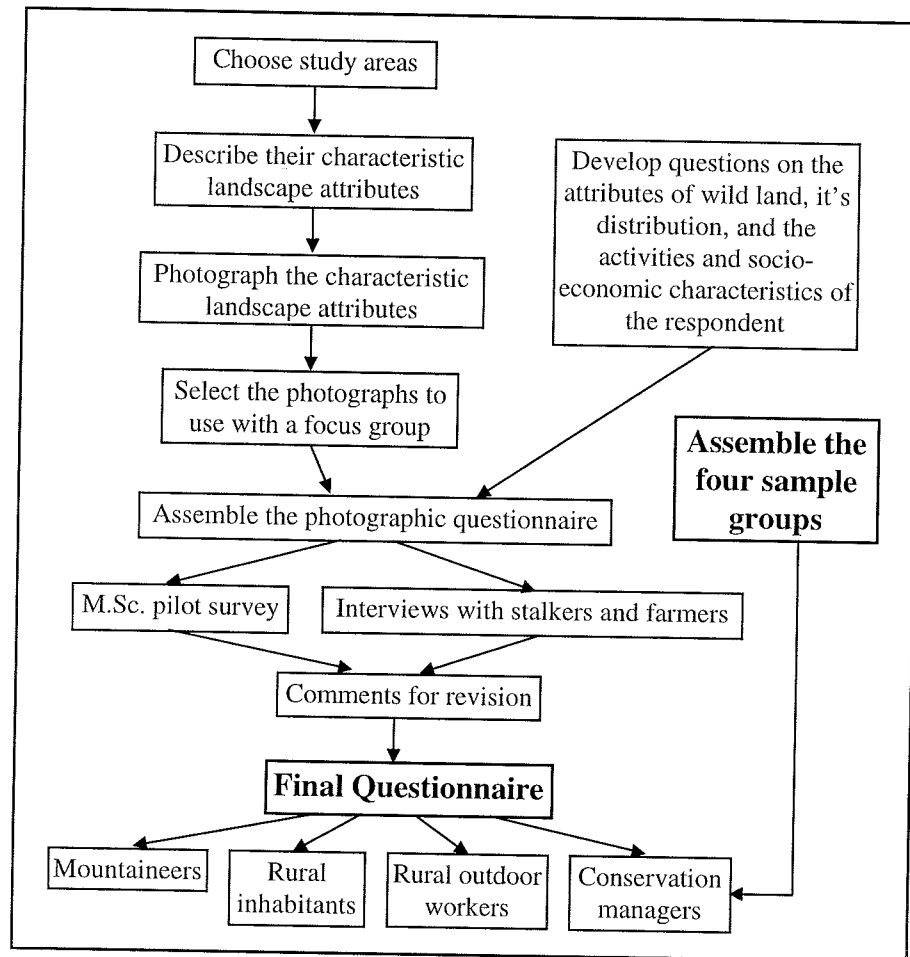 Choose study areas
Describe their characteristic
landscape attributes
Develop questions on the
attributes of wild land, it's
distribution, and the
activities and socio-
economic characteristics of
the respondent
Photograph the characteristic
landscape attributes
Select the photographs to
use with a focus group
Assemble the
four sample
groups
Assemble the photographic questionnaire
M.Sc. pilot survey
Interviews with stalkers and farmers
Comments for revision
Final Questionnaire
Mountaineers
Rural
inhabitants
Rural outdoor
workers
Conservation
managers